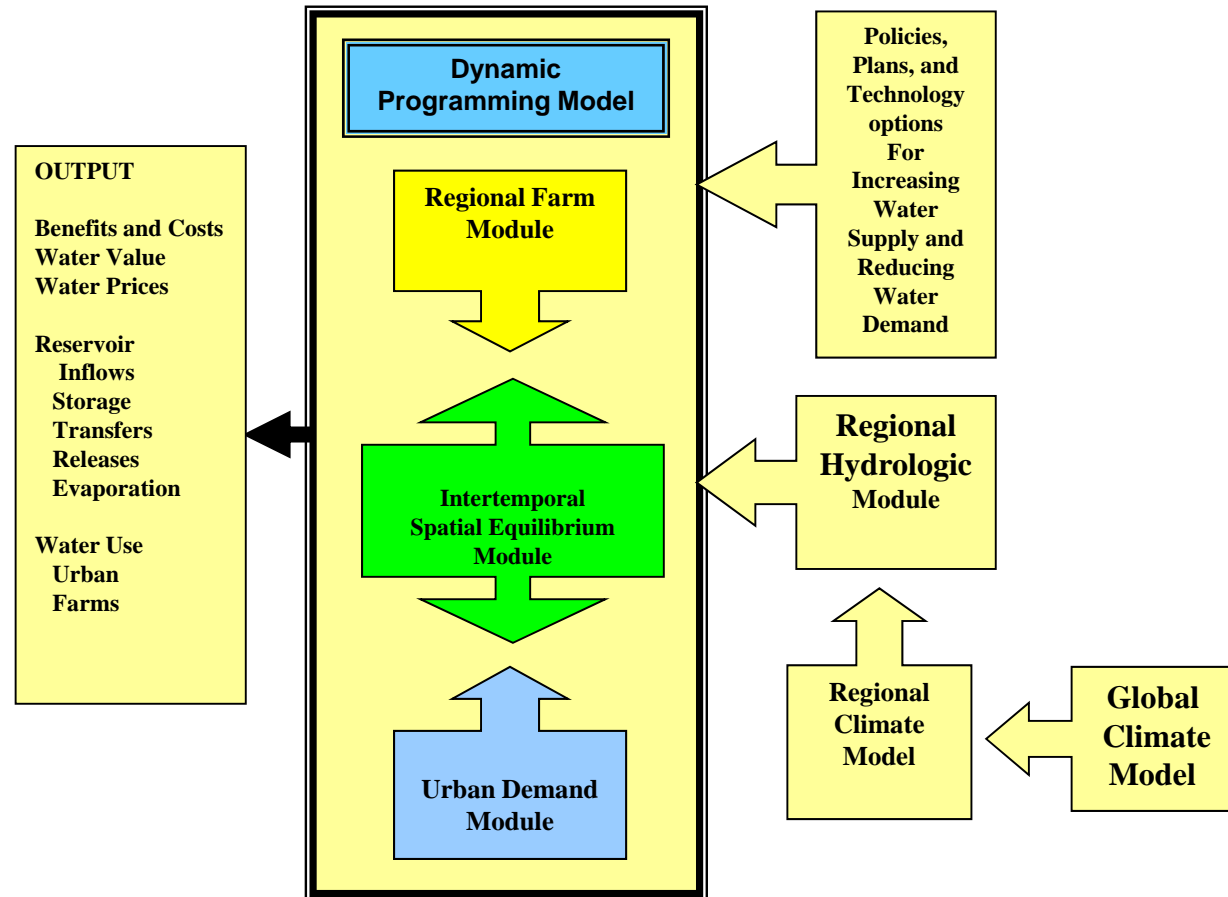 OUTPUT
Benefits and Costs
Water Value
Water Prices
Reservoir
Inflows
Storage
Transfers
Releases
Evaporation
Water Use
Urban
Farms
Dynamic
Programming Model
Regional Farm
Module
Intertemporal
Spatial Equilibrium
Module
Urban Demand
Module
Policies,
Plans, and
Technology
options
For
Increasing
Water
Supply and
Reducing
Water
Demand
Regional
Hydrologic
Module
Regional
Climate
Model
Global
Climate
Model